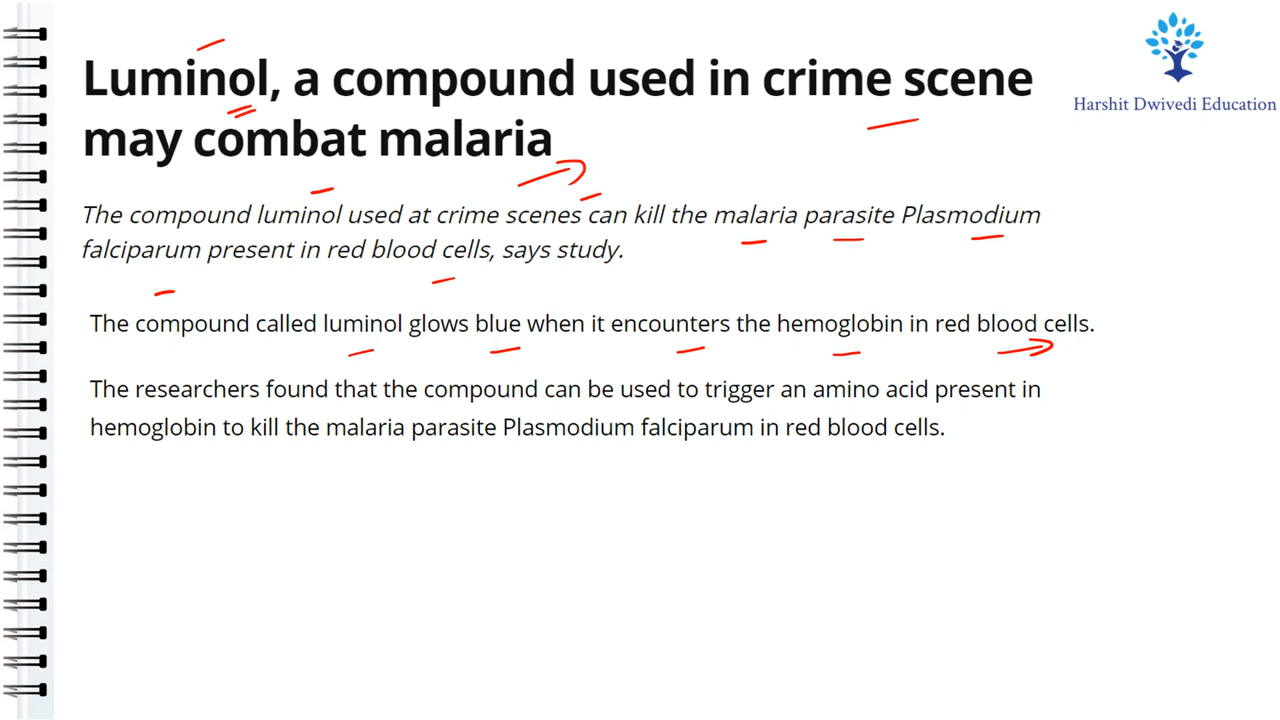 Luminol, a compound used in crime scene
may combat malaria
Harshit Dwivedi Education
The compound luminol used at crime scenes can kill the malaria parasite Plasmodium
falciparum present in red blood cells, says study.
The compound called luminol glows blue when it encounters the hemoglobin in red blood cells.
The researchers found that the compound can be used to trigger an amino acid present in
hemoglobin to kill the malaria parasite Plasmodium falciparum in red blood cells.